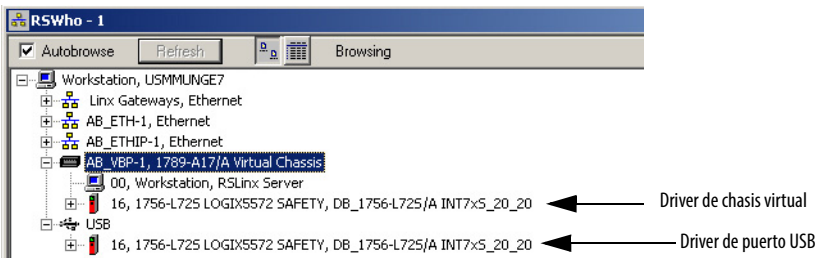 RSWho - 1
Autobrowse Refresh Browsing
Workstation, USMMUNGE7
Linx Gateways, Ethernet
AB_ETH-1, Ethernet
AB_ETHIP-1, Ethernet
AB_VBP-1, 1789-A17/A Virtual Chassis
00, Workstation, RSLinx Server
16, 1756-L72S LOGIX5572 SAFETY, DB_1756-L72S/A INT7xS_20_20 Driver de chasis virtual
USB
16, 1756-L72S LOGIX5572 SAFETY, DB_1756-L72S/A INT7xS_20_20 Driver de puerto USB